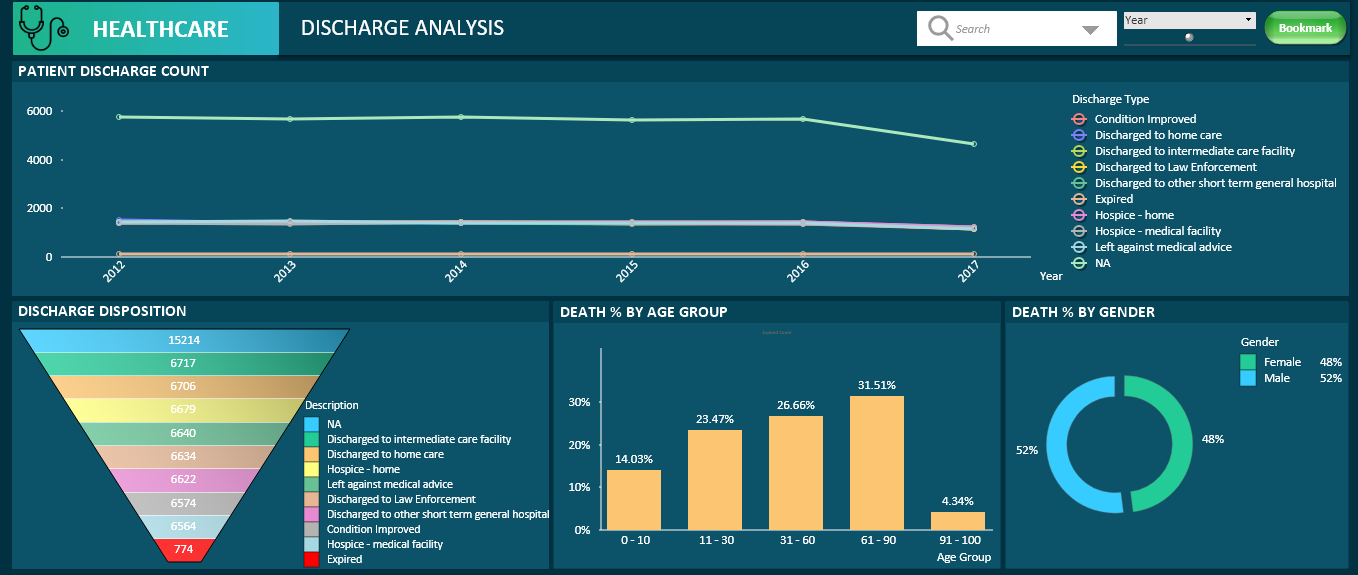 HEALTHCARE
DISCHARGE ANALYSIS
Search
Year
Bookmark
PATIENT DISCHARGE COUNT
6000
4000
2000
0
2012
2013
2014
2015
2016
2017
Year
Discharge Type
Condition Improved
Discharged to home care
Discharged to intermediate care facility
Discharged to Law Enforcement
Discharged to other short term general hospital
Expired
Hospice - home
Hospice - medical facility
Left against medical advice
NA
DISCHARGE DISPOSITION
15214
6717
6706
6679
6640
6634
6622
6574
6564
774
Description
NA
Discharged to intermediate care facility
Discharged to home care
Hospice - home
Left against medical advice
Discharged to Law Enforcement
Discharged to other short term general hospital
Condition Improved
Hospice - medical facility
Expired
DEATH % BY AGE GROUP
30%
20%
10%
0%
14.03%
23.47%
26.66%
31.51%
4.34%
0 - 10
11 - 30
31 - 60
61 - 90
91 - 100
Age Group
DEATH % BY GENDER
Gender
Female 48%
Male 52%
52%
48%